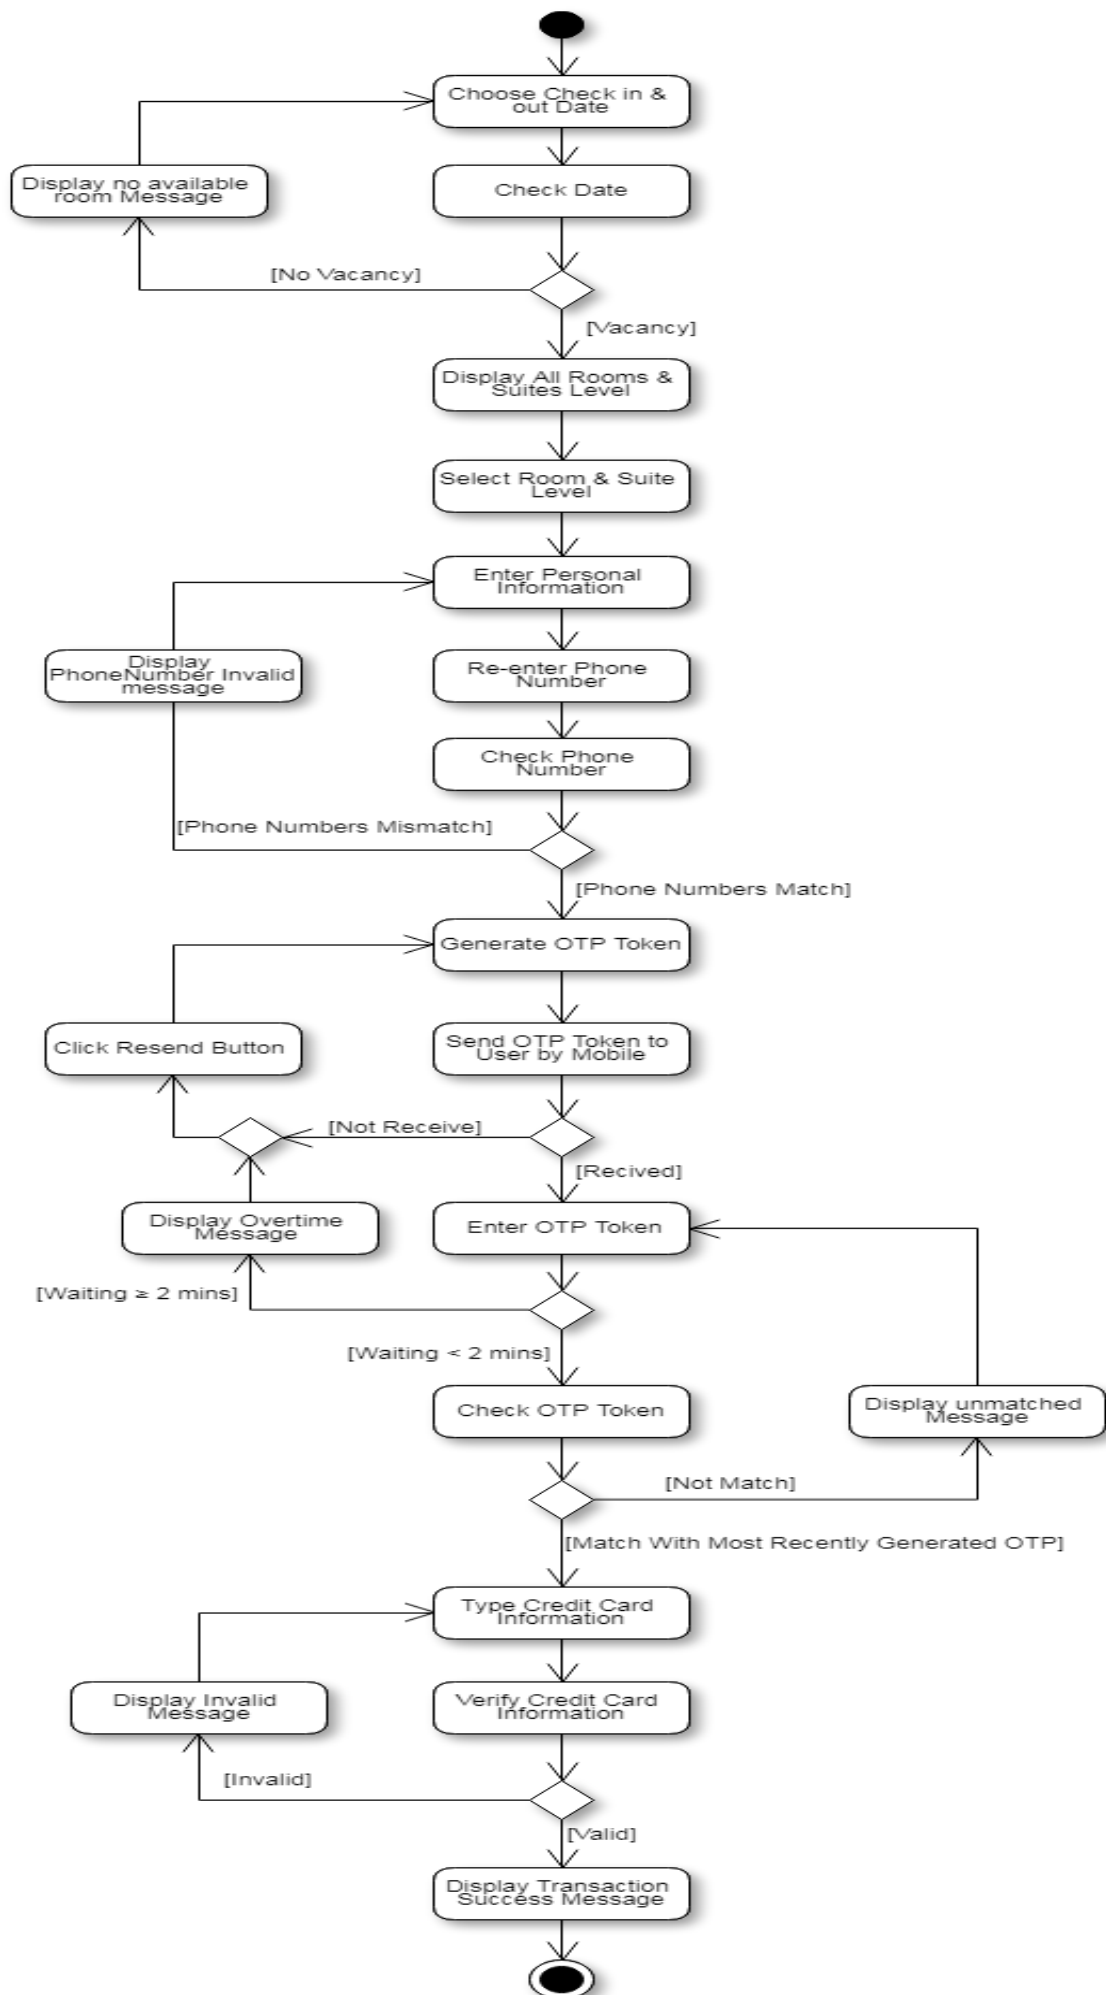 Choose Check in &
out Date
Display no available
room Message
Check Date
[No Vacancy]
[Vacancy]
Display All Rooms &
Suites Level
Select Room & Suite
Level
Enter Personal
Information
Display
PhoneNumber Invalid
message
Re-enter Phone
Number
Check Phone
Number
[Phone Numbers Mismatch]
[Phone Numbers Match]
Generate OTP Token
Click Resend Button
Send OTP Token to
User by Mobile
[Not Receive]
[Recived]
Display Overtime
Message
Enter OTP Token
[Waiting ≥ 2 mins]
[Waiting < 2 mins]
Check OTP Token
Display unmatched
Message
[Not Match]
[Match With Most Recently Generated OTP]
Type Credit Card
Information
Display Invalid
Message
Verify Credit Card
Information
[Invalid]
[Valid]
Display Transaction
Success Message